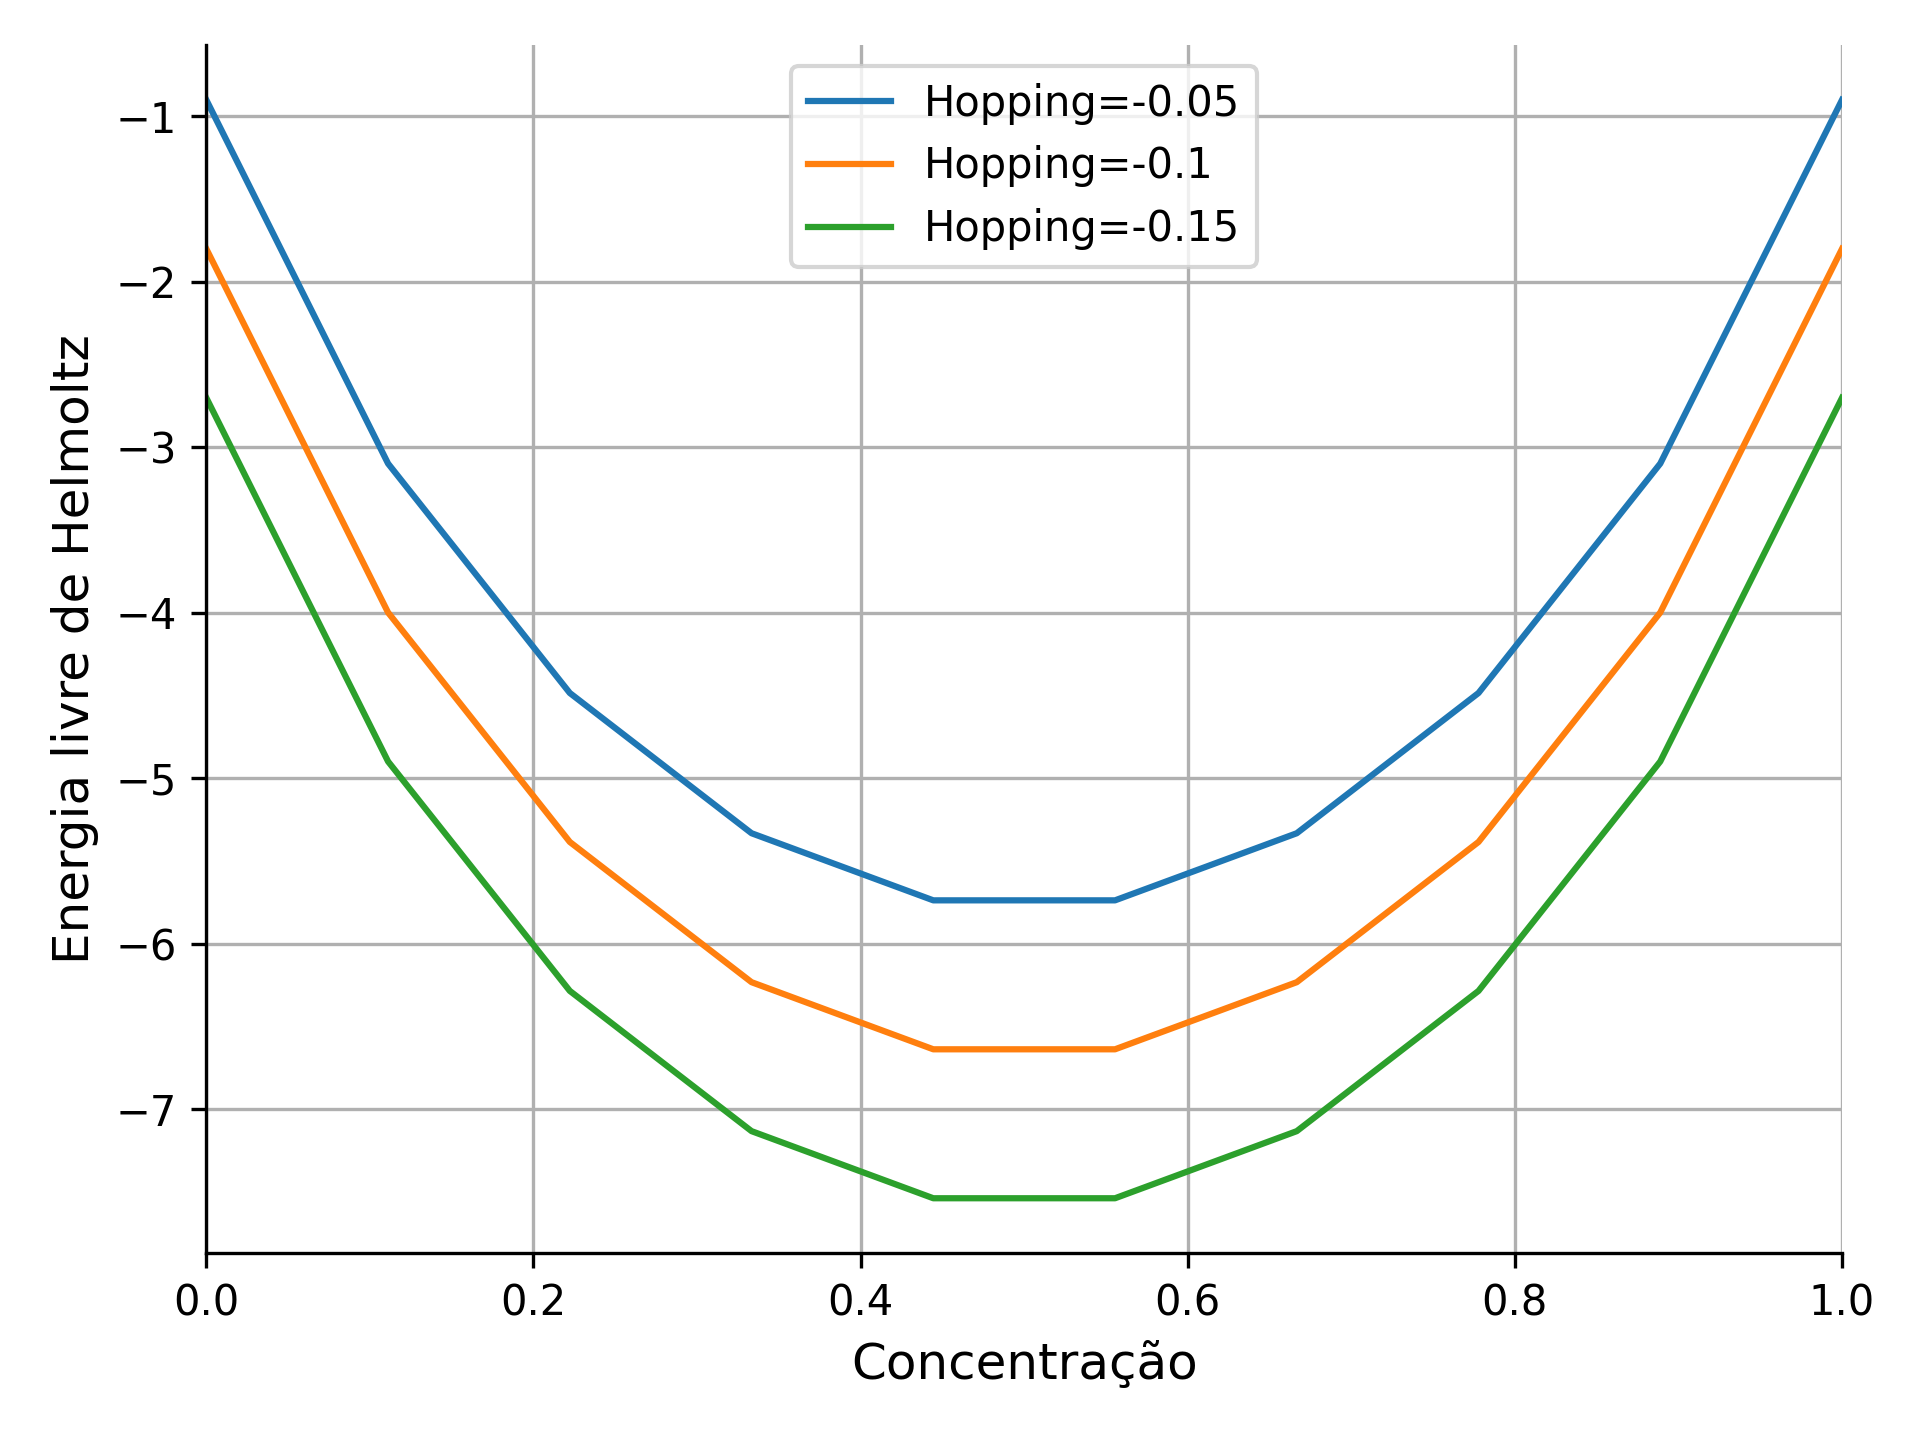 Hopping=-0.05
Hopping=-0.1
Hopping=-0.15
Energia livre de Helmoltz
−1
−2
−3
−4
−5
−6
−7
0.0 0.2 0.4 0.6 0.8 1.0
Concentração